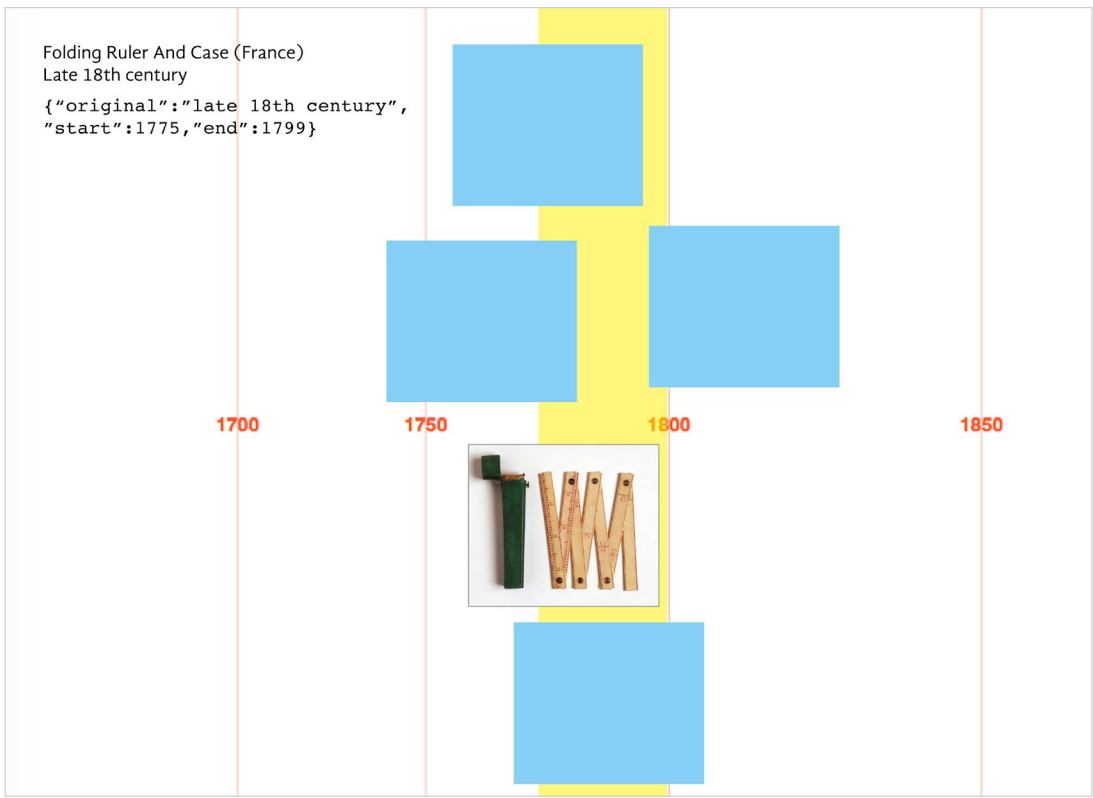 Folding Ruler And Case (France)
Late 18th century
{“original”:”late 18th century”,
”start”:1775,”end”:1799}
1700 1750 1800 1850